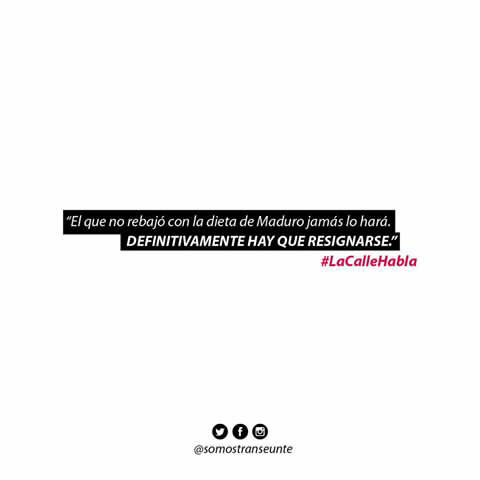 “El que no rebajó con la dieta de Maduro jamás lo hará.
DEFINITIVAMENTE HAY QUE RESIGNARSE.”
#LaCalleHabla
@somostranseunte